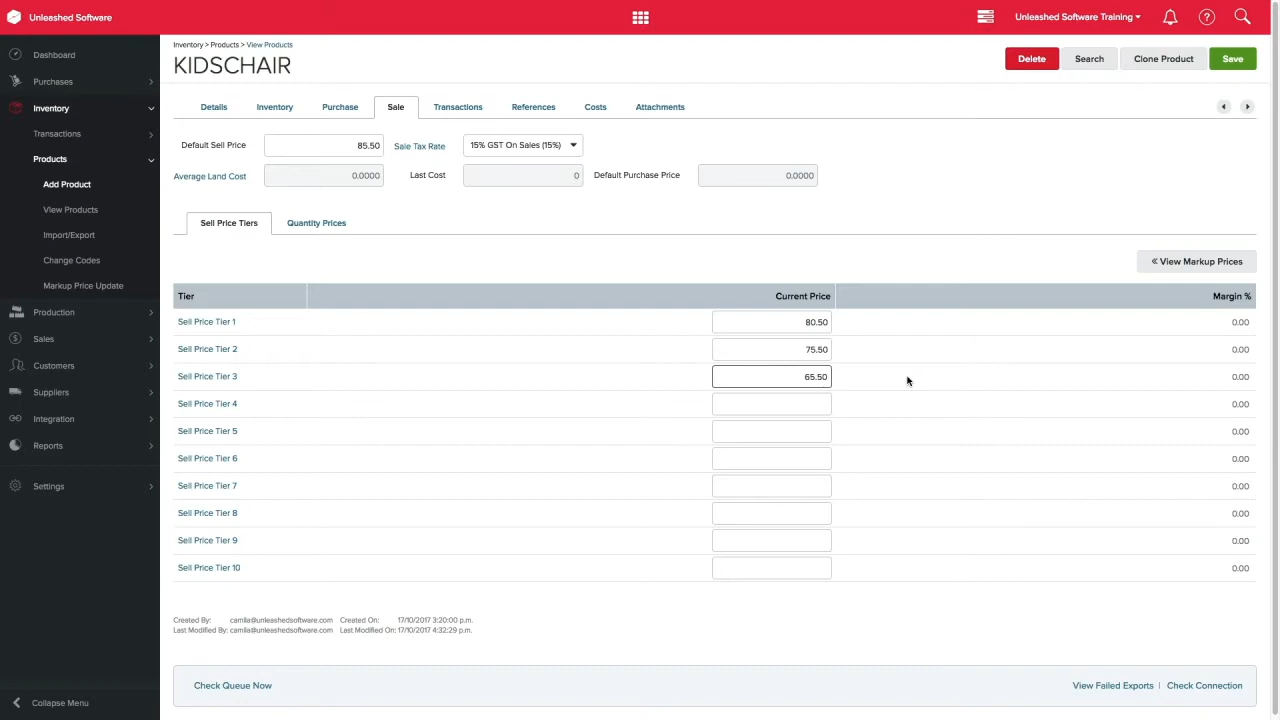 Unleashed Software
Unleashed Software Training
Dashboard
Purchases
Inventory
Transactions
Products
Add Product
View Products
Import/Export
Change Codes
Markup Price Update
Production
Sales
Customers
Suppliers
Integration
Reports
Settings
Collapse Menu
Inventory > Products > View Products
KIDSCHAIR
Delete Search Clone Product Save
Details Inventory Purchase Sale Transactions References Costs Attachments
Default Sell Price 85.50 Sale Tax Rate 15% GST On Sales (15%)
Average Land Cost 0.0000 Last Cost 0 Default Purchase Price 0.0000
Sell Price Tiers Quantity Prices
« View Markup Prices
Tier Current Price Margin %
Sell Price Tier 1 80.50 0.00
Sell Price Tier 2 75.50 0.00
Sell Price Tier 3 65.50 0.00
Sell Price Tier 4 0.00
Sell Price Tier 5 0.00
Sell Price Tier 6 0.00
Sell Price Tier 7 0.00
Sell Price Tier 8 0.00
Sell Price Tier 9 0.00
Sell Price Tier 10 0.00
Created By: camila@unleashedsoftware.com Created On: 17/10/2017 3:20:00 p.m.
Last Modified By: camila@unleashedsoftware.com Last Modified On: 17/10/2017 4:32:29 p.m.
Check Queue Now View Failed Exports | Check Connection